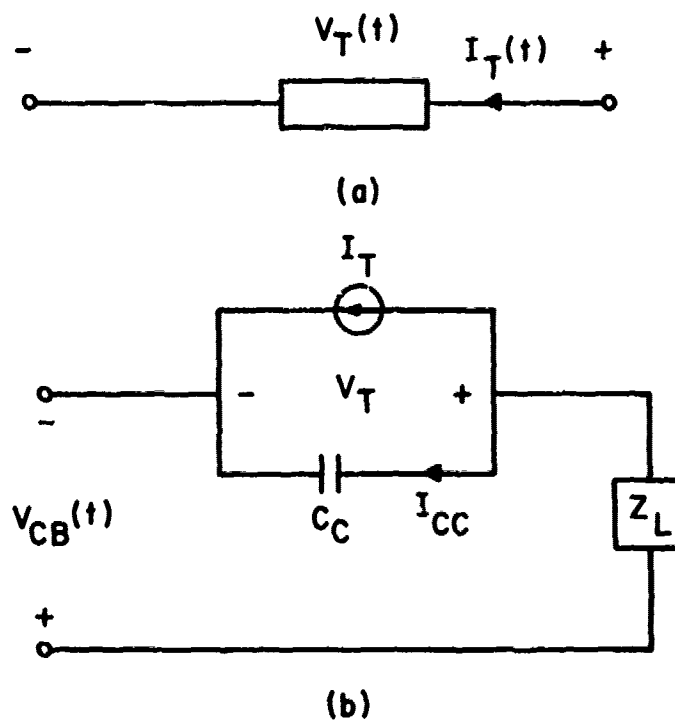 V_T(t)
- I_T(t) +
(a)
I_T
- V_T +
-
C_C I_CC Z_L
V_CB(t)
+
(b)